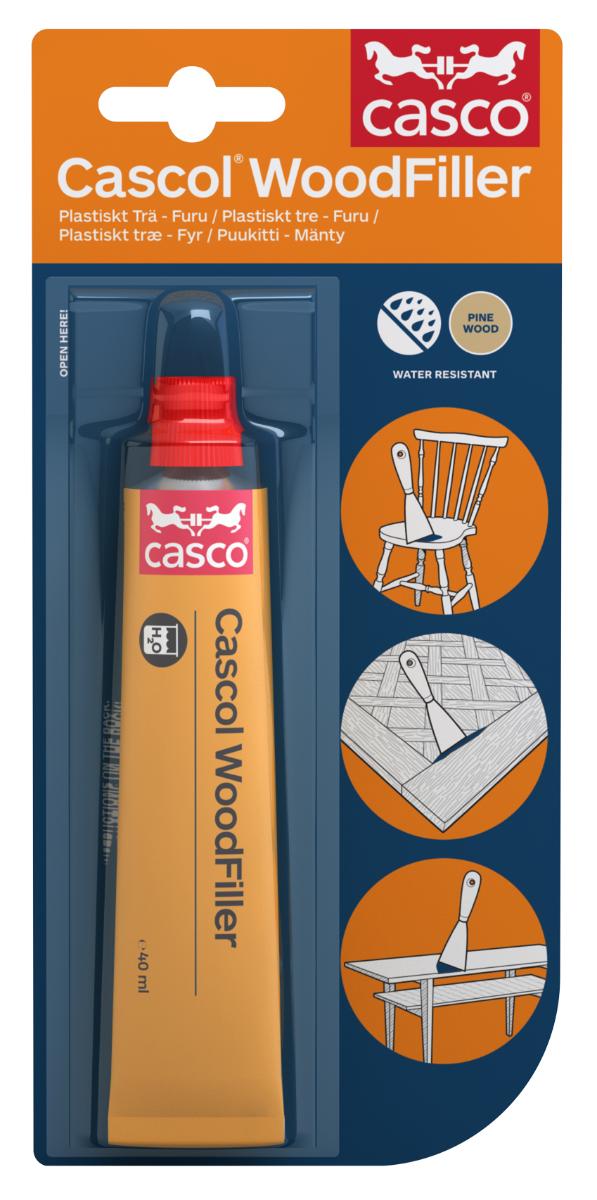 casco®
Cascol® WoodFiller
Plastiskt Trä - Furu / Plastiskt tre - Furu /
Plastiskt træ - Fyr / Puukitti - Mänty
OPEN HERE!
PINE
WOOD
WATER RESISTANT
casco®
H₂O
Cascol WoodFiller
℮40 ml